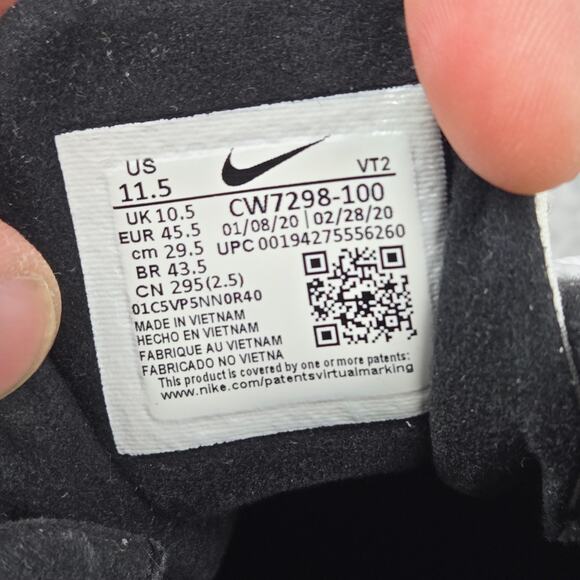 US
11.5
VT2
UK 10.5
EUR 45.5
cm 29.5
BR 43.5
CN 295(2.5)
CW7298-100
01/08/20 | 02/28/20
UPC 00194275556260
01C5VP5NN0R40
MADE IN VIETNAM
HECHO EN VIETNAM
FABRIQUE AU VIETNAM
FABRICADO NO VIETNA
This product is covered by one or more patents:
www.nike.com/patentsvirtualmarking